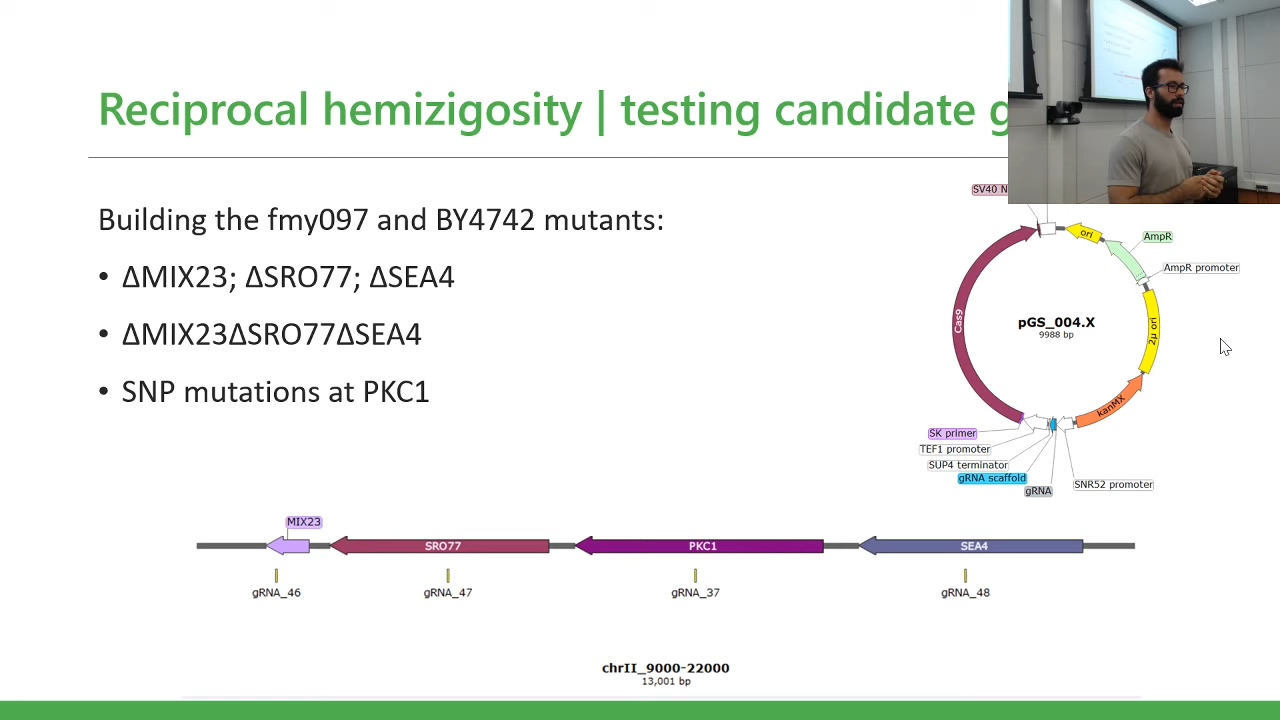 Reciprocal hemizigosity | testing candidate g
Building the fmy097 and BY4742 mutants:
• ΔMIX23; ΔSRO77; ΔSEA4
• ΔMIX23ΔSRO77ΔSEA4
• SNP mutations at PKC1
SV40 N
ori
AmpR
AmpR promoter
Cas9
pGS_004.X
9988 bp
2μ ori
kanMX
SK primer
TEF1 promoter
SUP4 terminator
gRNA scaffold
gRNA
SNR52 promoter
MIX23
SRO77
PKC1
SEA4
gRNA_46
gRNA_47
gRNA_37
gRNA_48
chrII_9000-22000
13,001 bp